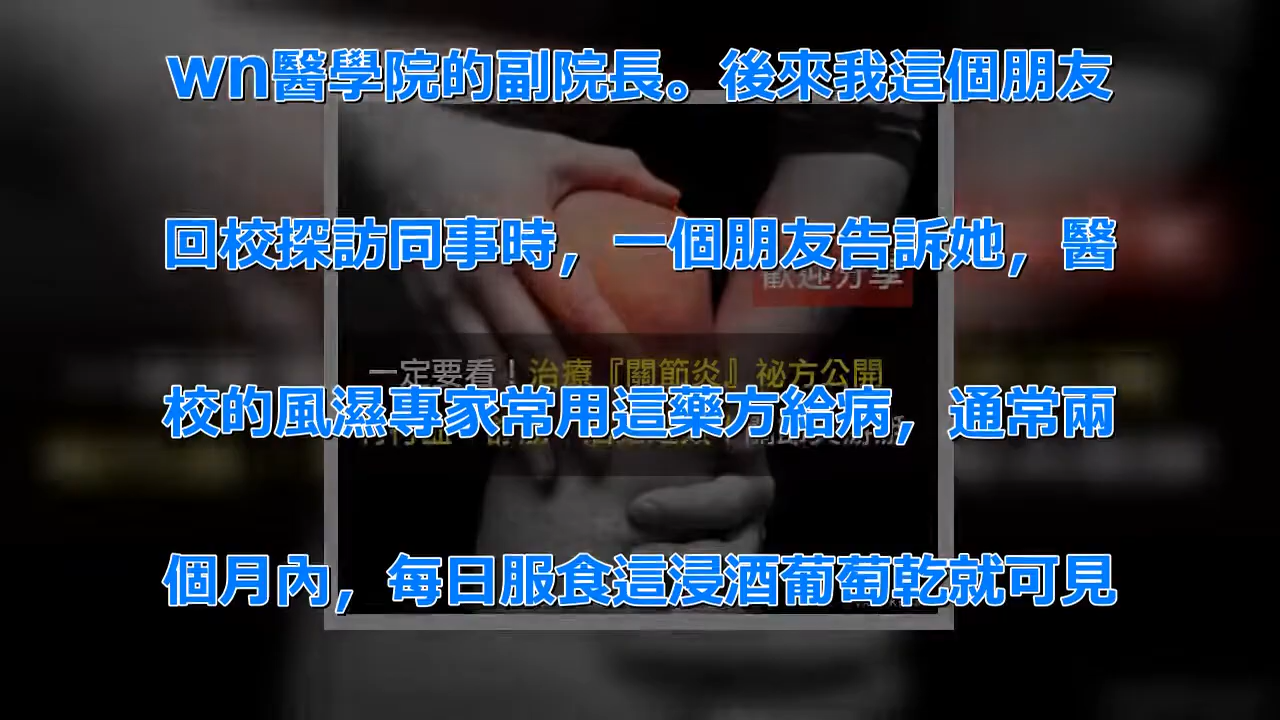 wn醫學院的副院長。後來我這個朋友
回校探訪同事時，一個朋友告訴她，醫
歡迎分享
一定要看！治療『關節炎』祕方公開
校的風濕專家常用這藥方給病，通常兩
個月內，每日服食這浸酒葡萄乾就可見